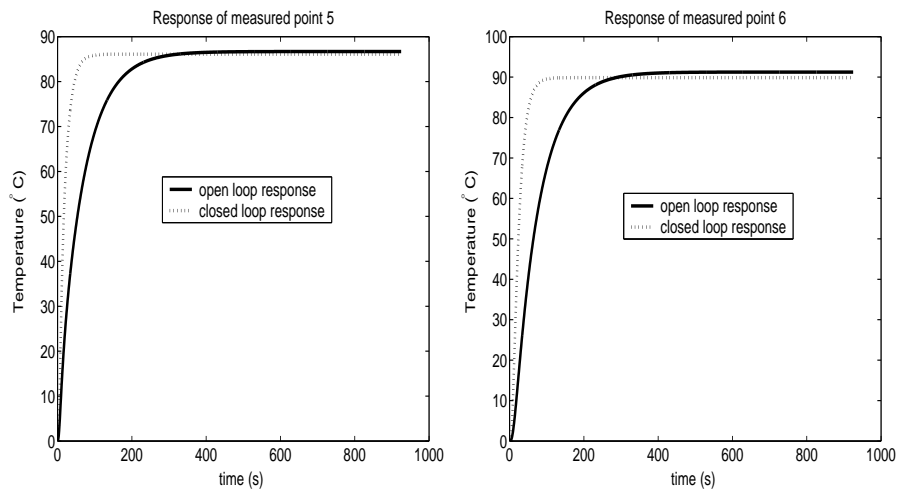 Response of measured point 5
90
80
70
60
50
40
30
20
10
0
Temperature (° C)
open loop response
closed loop response
0 200 400 600 800 1000
time (s)
Response of measured point 6
100
90
80
70
60
50
40
30
20
10
0
Temperature (° C)
open loop response
closed loop response
0 200 400 600 800 1000
time (s)